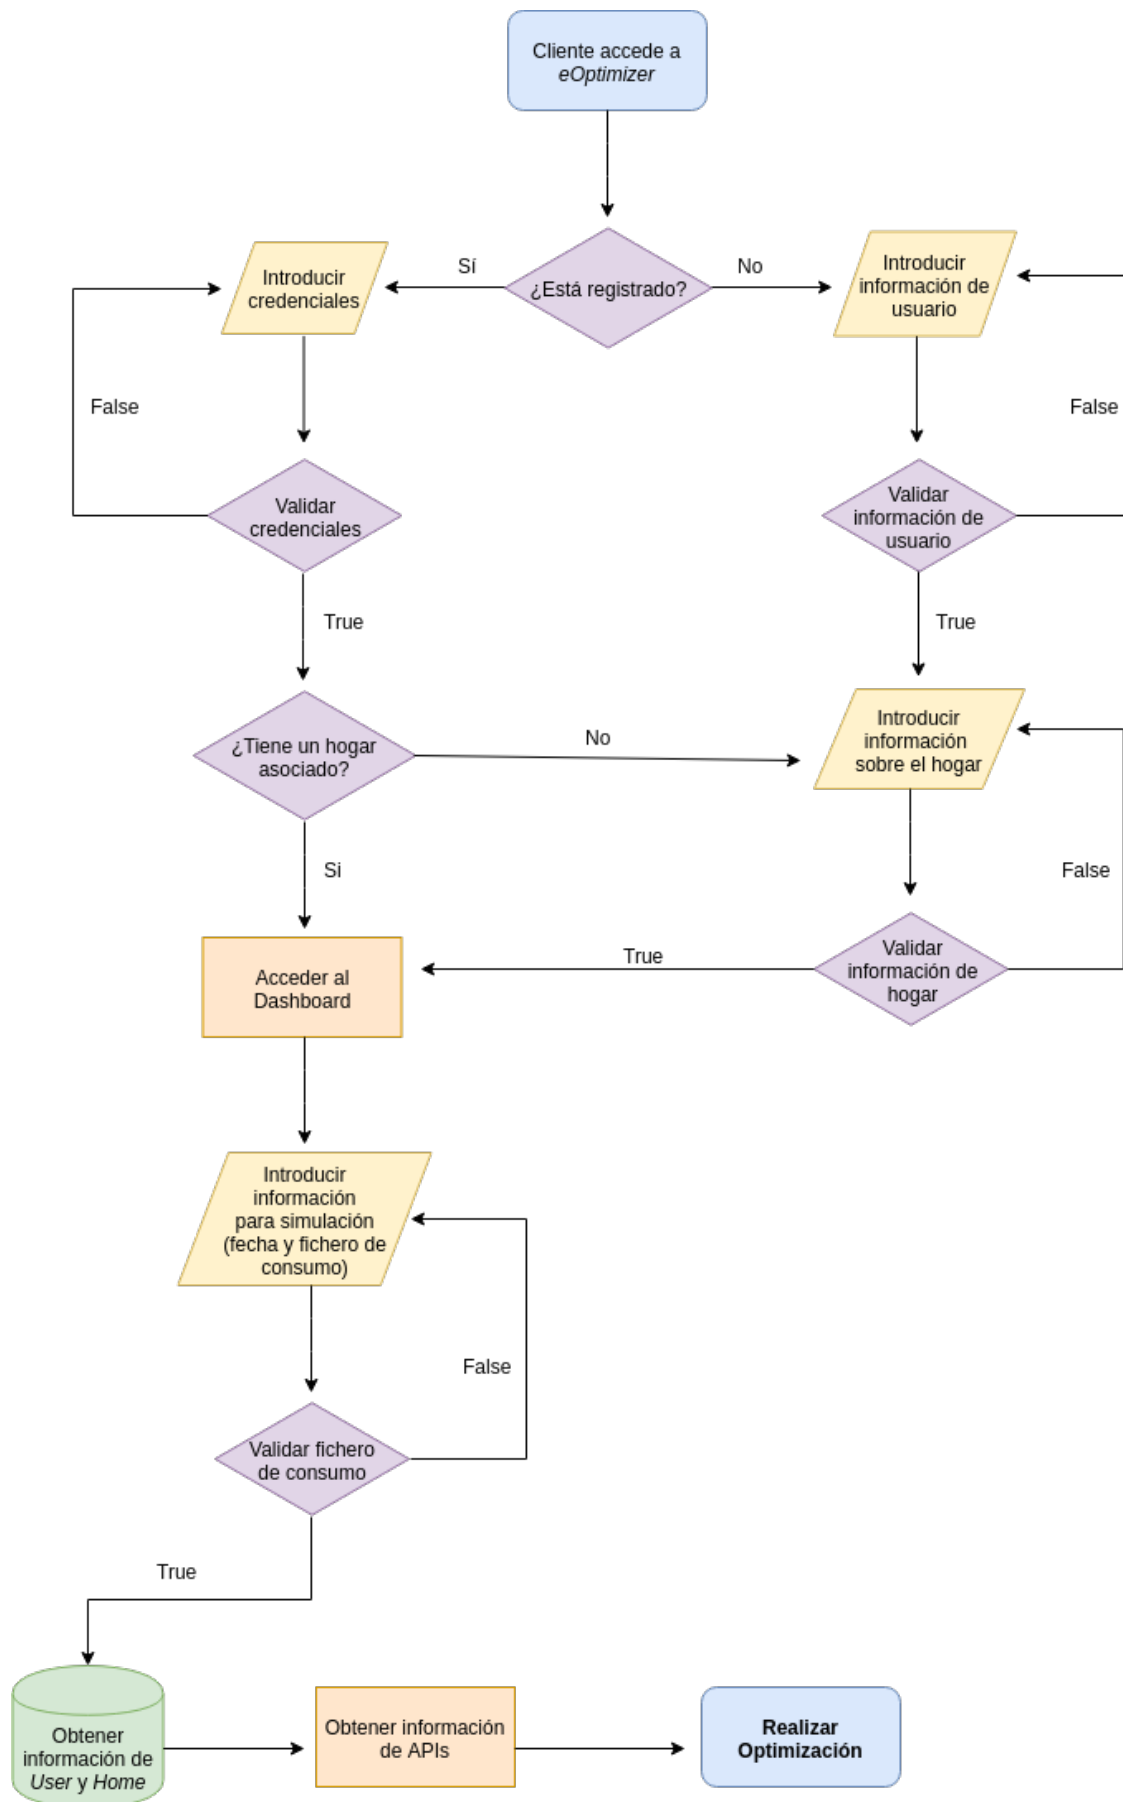 Cliente accede a
eOptimizer
Sí
No
¿Está registrado?
Introducir
credenciales
Introducir
información de
usuario
False
False
Validar
credenciales
Validar
información de
usuario
True
True
¿Tiene un hogar
asociado?
No
Introducir
información
sobre el hogar
Si
False
Acceder al
Dashboard
True
Validar
información de
hogar
Introducir
información
para simulación
(fecha y fichero de
consumo)
False
Validar fichero
de consumo
True
Obtener
información de
User y Home
Obtener información
de APIs
Realizar
Optimización